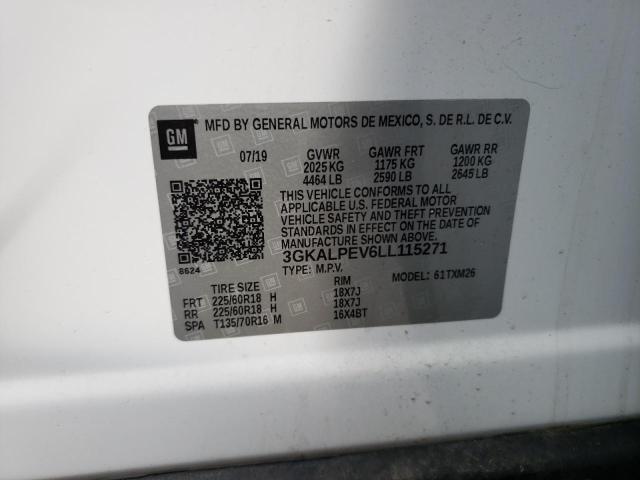 GM
MFD BY GENERAL MOTORS DE MEXICO, S. DE R.L. DE C.V.
07/19 GVWR GAWR FRT GAWR RR
2025 KG 1175 KG 1200 KG
4464 LB 2590 LB 2645 LB
THIS VEHICLE CONFORMS TO ALL
APPLICABLE U.S. FEDERAL MOTOR
VEHICLE SAFETY AND THEFT PREVENTION
STANDARDS IN EFFECT ON THE DATE OF
MANUFACTURE SHOWN ABOVE.
3GKALPEV6LL115271
8624 TYPE: M.P.V. MODEL: 61TXM26
TIRE SIZE RIM
FRT 225/60R18 H 18X7J
RR 225/60R18 H 18X7J
SPA T135/70R16 M 16X4BT